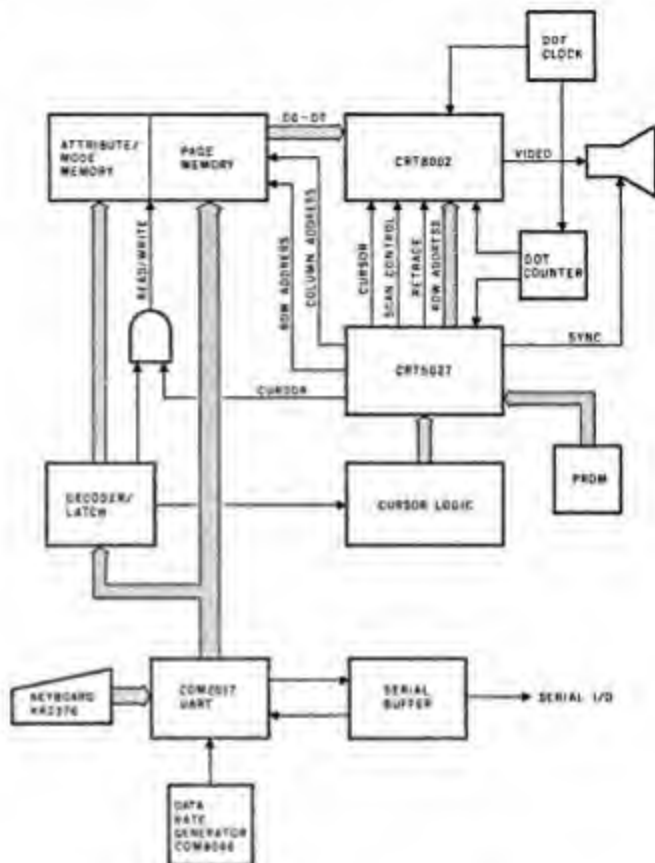 DOT
CLOCK
ATTRIBUTE/
MODE
MEMORY
PAGE
MEMORY
D0-D7
CRT8002
VIDEO
READ/WRITE
ROW ADDRESS
COLUMN ADDRESS
CURSOR
SCAN CONTROL
RETRACE
ROW ADDRESS
DOT
COUNTER
SYNC
CRT5027
CURSOR
DECODER/
LATCH
CURSOR LOGIC
PROM
KEYBOARD
KR2376
COM2017
UART
SERIAL
BUFFER
SERIAL I/O
DATA
RATE
GENERATOR